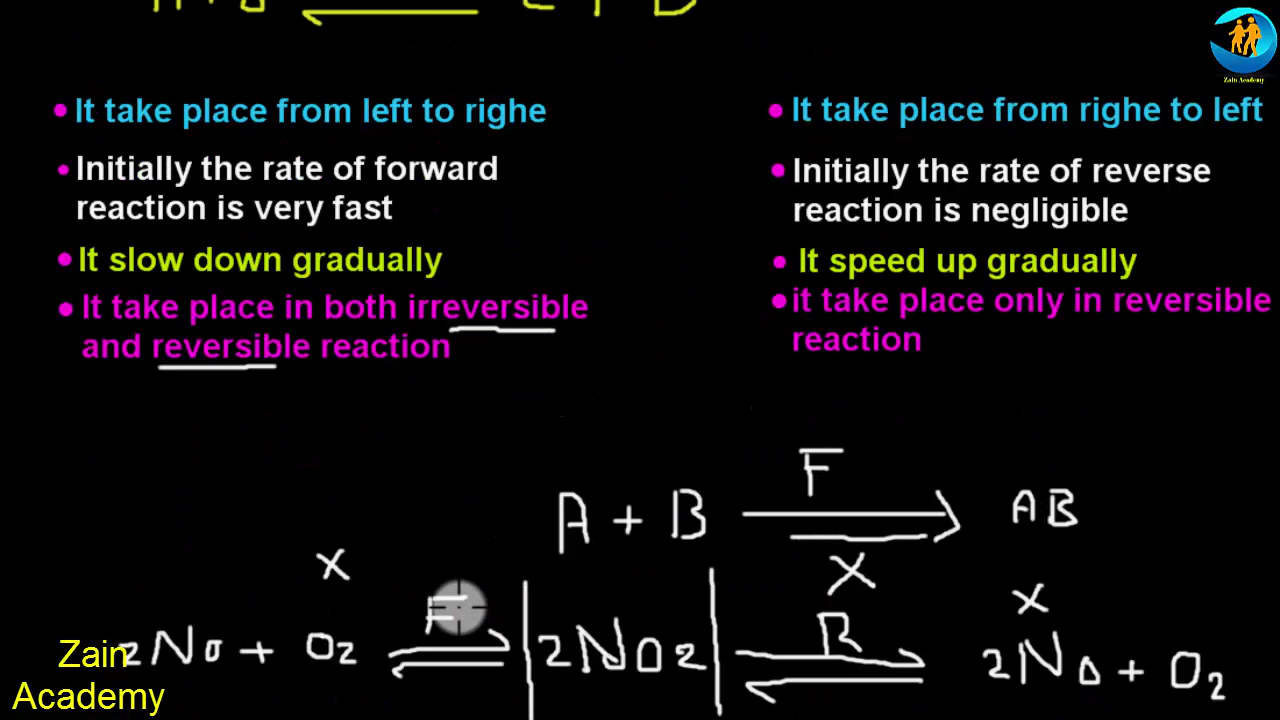 Zain Academy
• It take place from left to righe
• Initially the rate of forward
reaction is very fast
• It slow down gradually
• It take place in both irreversible
and reversible reaction
• It take place from righe to left
• Initially the rate of reverse
reaction is negligible
• It speed up gradually
• it take place only in reversible
reaction
F
A + B → AB
X
X
X
F
R
2NO + O2 ⇌ |2NO2| ⇌ 2NO + O2
Zain
Academy